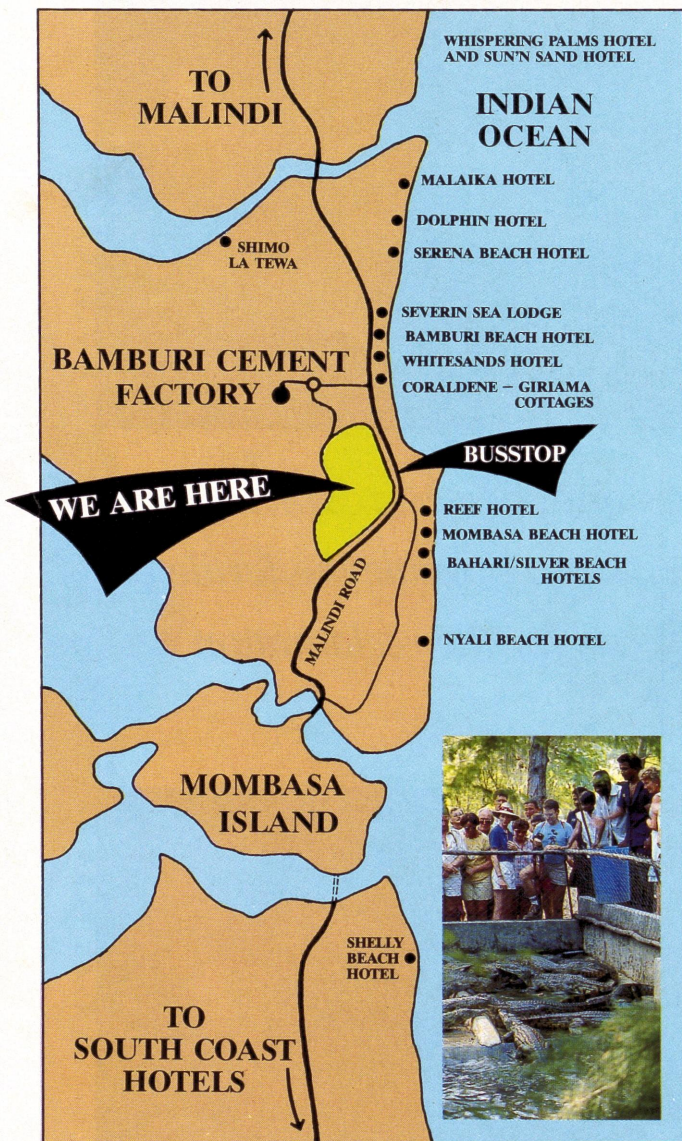 WHISPERING PALMS HOTEL
AND SUN'N SAND HOTEL
TO
MALINDI
INDIAN
OCEAN
MALAIKA HOTEL
DOLPHIN HOTEL
SHIMO
LA TEWA
SERENA BEACH HOTEL
SEVERIN SEA LODGE
BAMBURI BEACH HOTEL
WHITESANDS HOTEL
CORALDENE – GIRIAMA
COTTAGES
BAMBURI CEMENT
FACTORY
BUSSTOP
WE ARE HERE
REEF HOTEL
MOMBASA BEACH HOTEL
BAHARI/SILVER BEACH
HOTELS
MALINDI ROAD
NYALI BEACH HOTEL
MOMBASA
ISLAND
SHELLY
BEACH
HOTEL
TO
SOUTH COAST
HOTELS